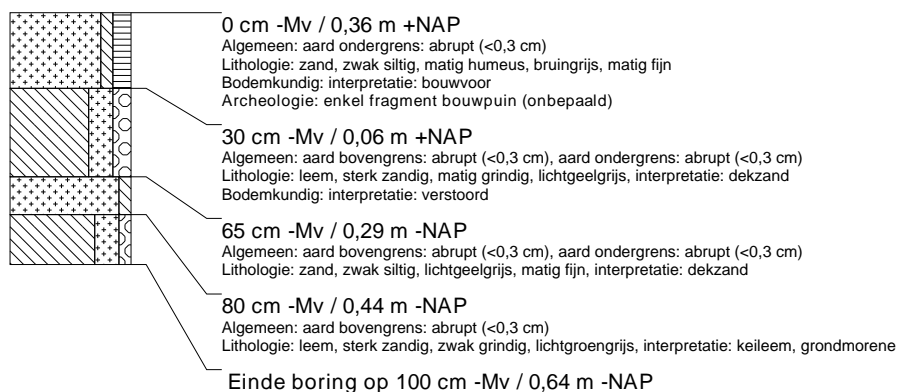 0 cm -Mv / 0,36 m +NAP
Algemeen: aard ondergrens: abrupt (<0,3 cm)
Lithologie: zand, zwak siltig, matig humeus, bruingrijs, matig fijn
Bodemkundig: interpretatie: bouwvoor
Archeologie: enkel fragment bouwpuin (onbepaald)
30 cm -Mv / 0,06 m +NAP
Algemeen: aard bovengrens: abrupt (<0,3 cm), aard ondergrens: abrupt (<0,3 cm)
Lithologie: leem, sterk zandig, matig grindig, lichtgeelgrijs, interpretatie: dekzand
Bodemkundig: interpretatie: verstoord
65 cm -Mv / 0,29 m -NAP
Algemeen: aard bovengrens: abrupt (<0,3 cm), aard ondergrens: abrupt (<0,3 cm)
Lithologie: zand, zwak siltig, lichtgeelgrijs, matig fijn, interpretatie: dekzand
80 cm -Mv / 0,44 m -NAP
Algemeen: aard bovengrens: abrupt (<0,3 cm)
Lithologie: leem, sterk zandig, zwak grindig, lichtgroengrijs, interpretatie: keileem, grondmorene
Einde boring op 100 cm -Mv / 0,64 m -NAP